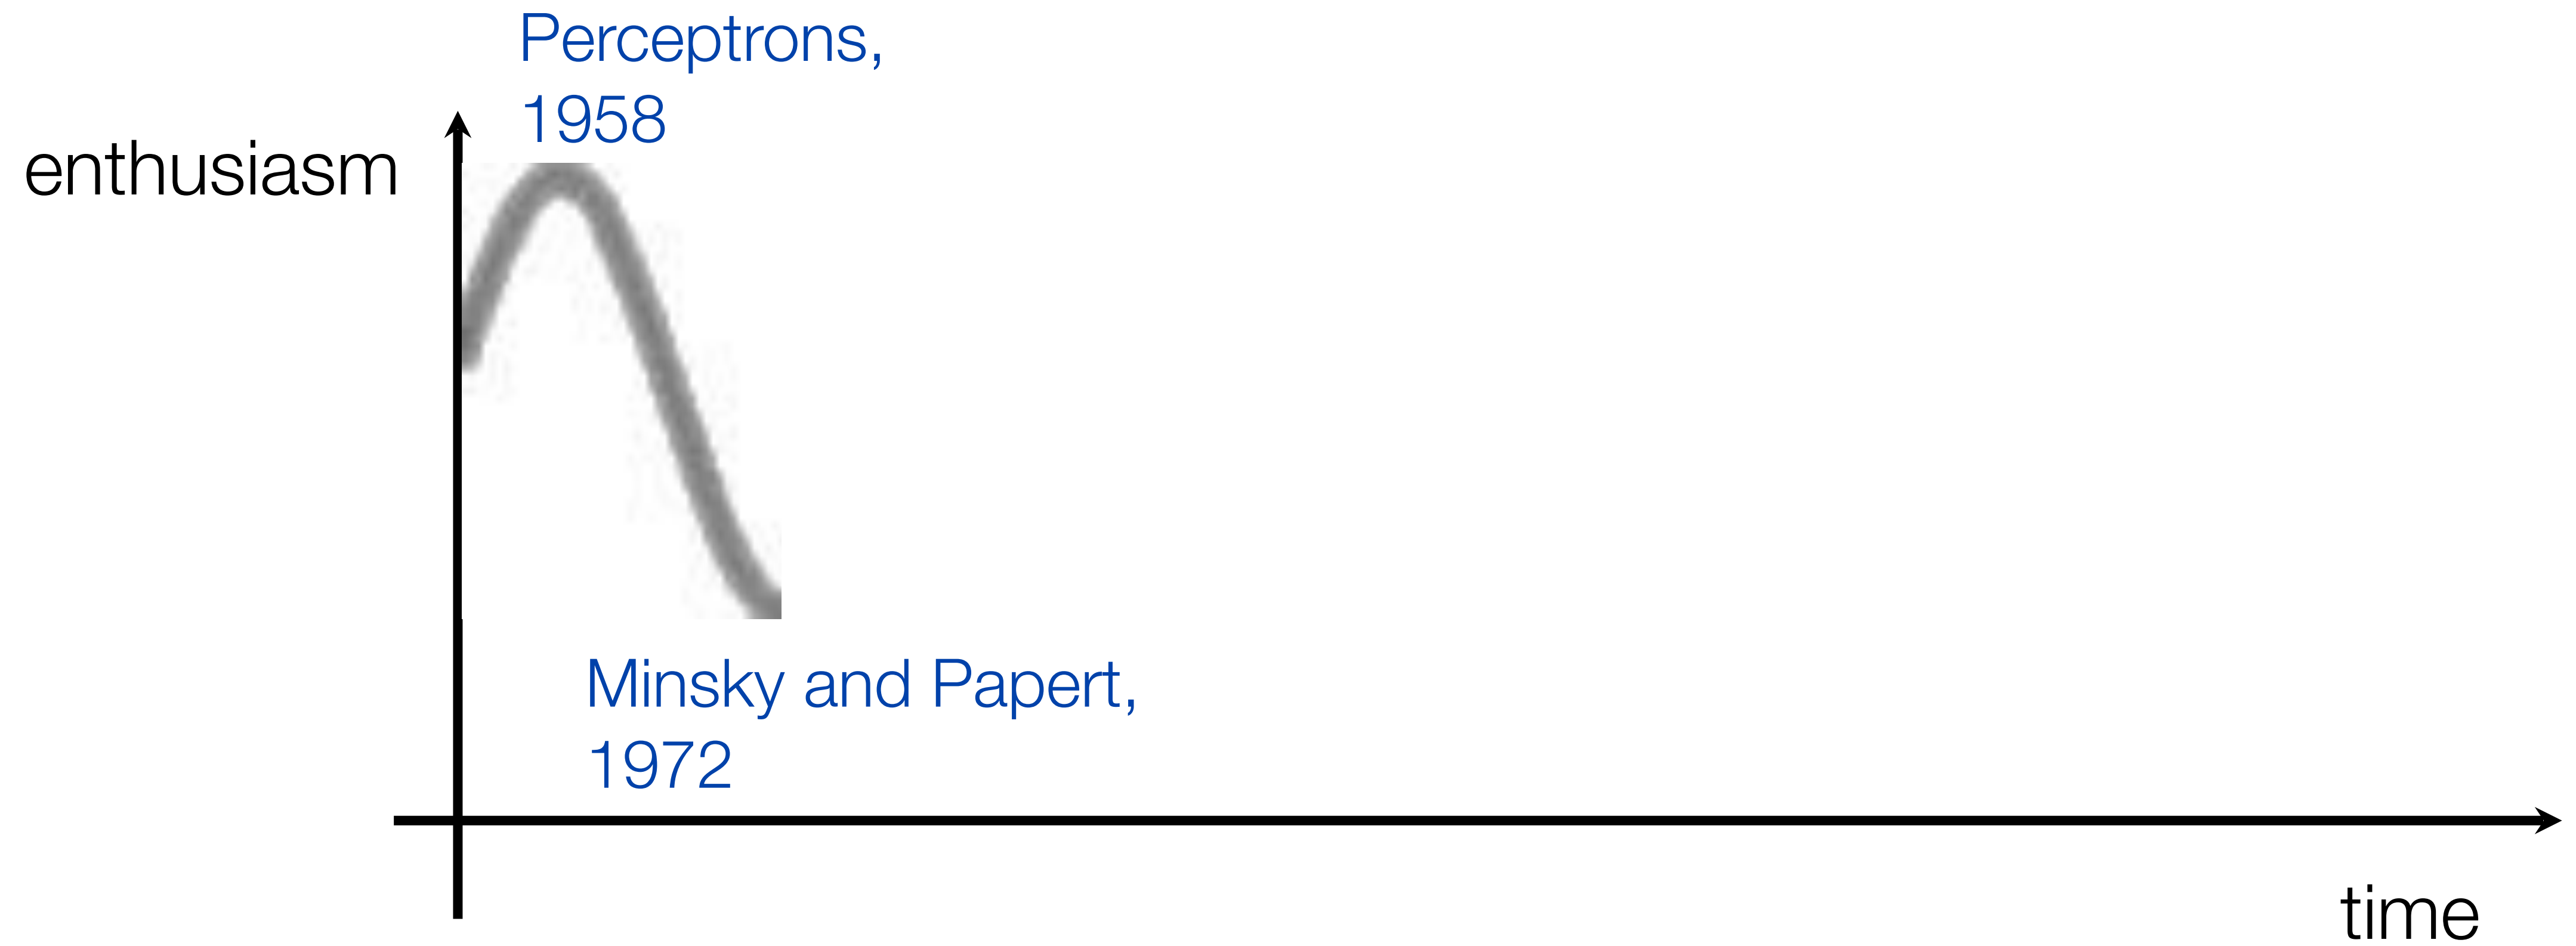 Perceptrons,
1958
enthusiasm
Minsky and Papert,
1972
time